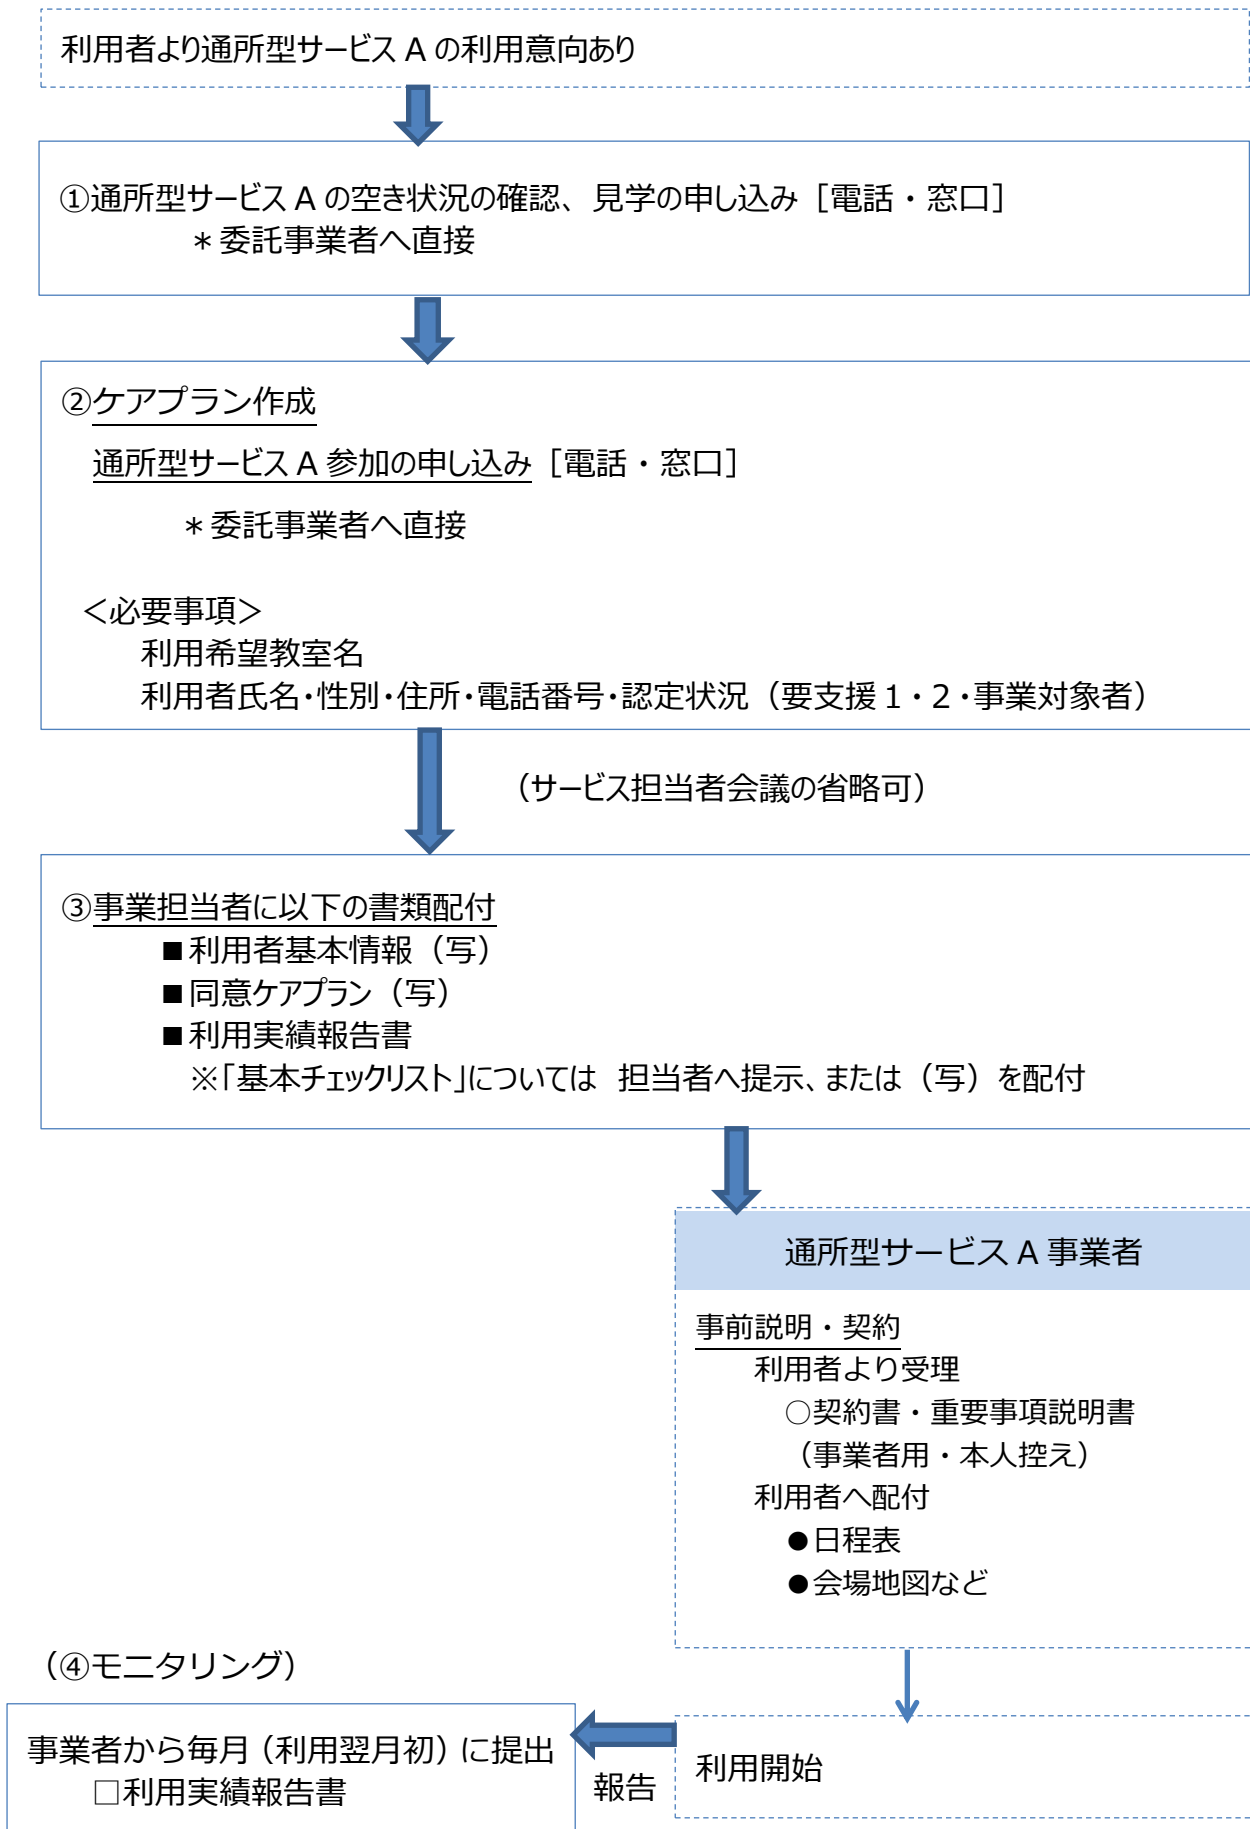 利用者より通所型サービス A の利用意向あり
①通所型サービス A の空き状況の確認、見学の申し込み［電話・窓口］
＊委託事業者へ直接
②ケアプラン作成
通所型サービス A 参加の申し込み［電話・窓口］
＊委託事業者へ直接
＜必要事項＞
利用希望教室名
利用者氏名・性別・住所・電話番号・認定状況（要支援１・２・事業対象者）
（サービス担当者会議の省略可）
③事業担当者に以下の書類配付
■利用者基本情報（写）
■同意ケアプラン（写）
■利用実績報告書
※「基本チェックリスト」については 担当者へ提示、または（写）を配付
通所型サービス A 事業者
事前説明・契約
利用者より受理
○契約書・重要事項説明書
（事業者用・本人控え）
利用者へ配付
●日程表
●会場地図など
（④モニタリング）
事業者から毎月（利用翌月初）に提出
□利用実績報告書
報告
利用開始